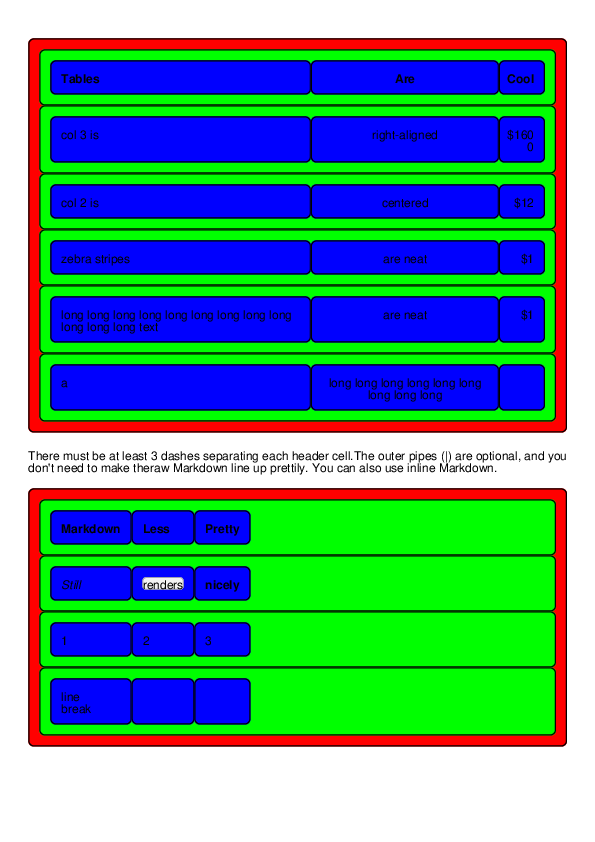 Tables Are Cool
col 3 is right-aligned $160
0
col 2 is centered $12
zebra stripes are neat $1
long long long long long long long long long are neat $1
long long long text
a. long long long long long long
long long long
There must be at least 3 dashes separating each header cell.The outer pipes (|) are optional, and you
don't need to make theraw Markdown line up prettily. You can also use inline Markdown.
Markdown Less Pretty
Still renders nicely
1 2 3
line
break